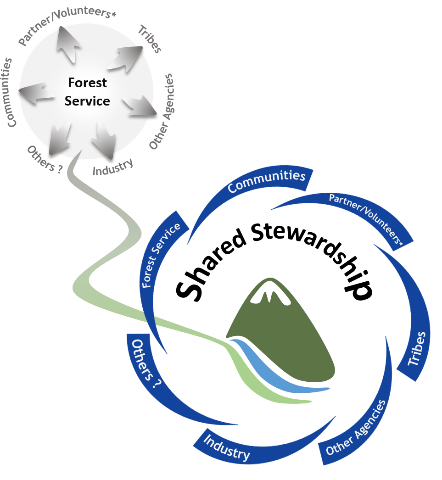 Partner/Volunteers*
Tribes
Communities
Forest
Service
Other Agencies
Others ?
Industry
Communities
Partner/Volunteers*
Forest Service
Shared Stewardship
Tribes
Others ?
Other Agencies
Industry